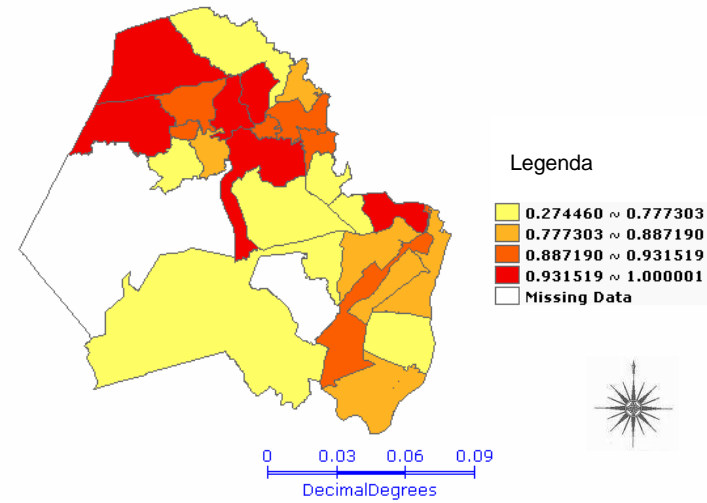 Legenda
0.274460 ~ 0.777303
0.777303 ~ 0.887190
0.887190 ~ 0.931519
0.931519 ~ 1.000001
Missing Data
0 0.03 0.06 0.09
DecimalDegrees